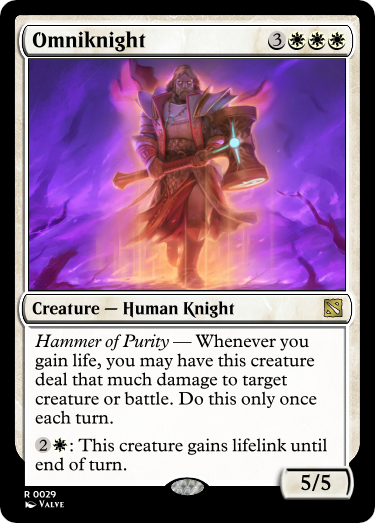 Omniknight 3
Creature — Human Knight
Hammer of Purity — Whenever you
gain life, you may have this creature
deal that much damage to target
creature or battle. Do this only once
each turn.
2: This creature gains lifelink until
end of turn.
5/5
R 0029
VALVE